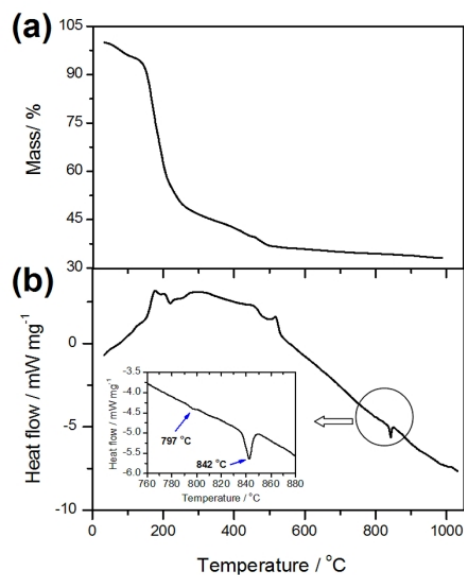 (a)
105
90
75
60
45
30
Mass/ %
(b)
0
-5
-10
Heat flow / mW mg⁻¹
-3.5
-4.0
-4.5
-5.0
-5.5
-6.0
Heat flow / mW mg⁻¹
797 °C
842 °C
760 780 800 820 840 860 880
Temperature / °C
0 200 400 600 800 1000
Temperature / °C